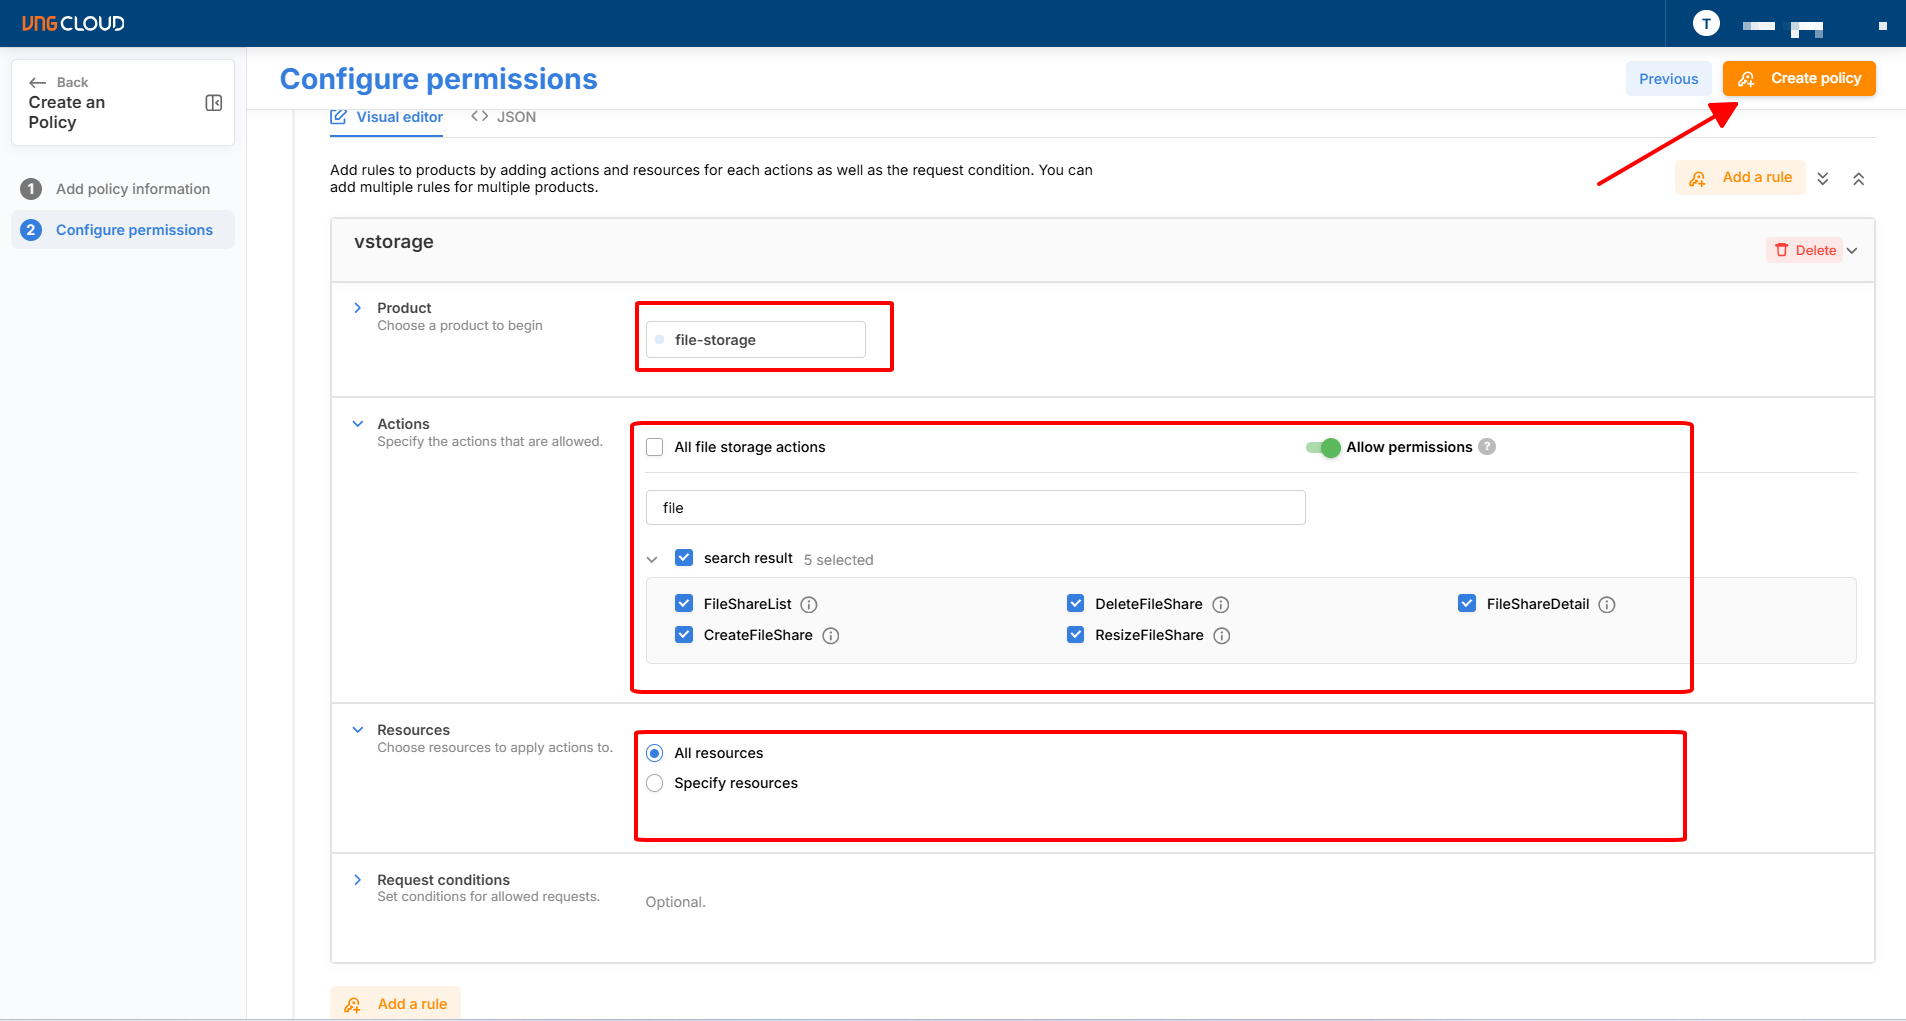 VNGCLOUD
T
Back
Create an
Policy
1 Add policy information
2 Configure permissions
Configure permissions
Previous
Create policy
Visual editor
JSON
Add rules to products by adding actions and resources for each actions as well as the request condition. You can
add multiple rules for multiple products.
Add a rule
vstorage
Delete
Product
Choose a product to begin
file-storage
Actions
Specify the actions that are allowed.
All file storage actions
Allow permissions ?
file
search result 5 selected
FileShareList
DeleteFileShare
FileShareDetail
CreateFileShare
ResizeFileShare
Resources
Choose resources to apply actions to.
All resources
Specify resources
Request conditions
Set conditions for allowed requests.
Optional.
Add a rule